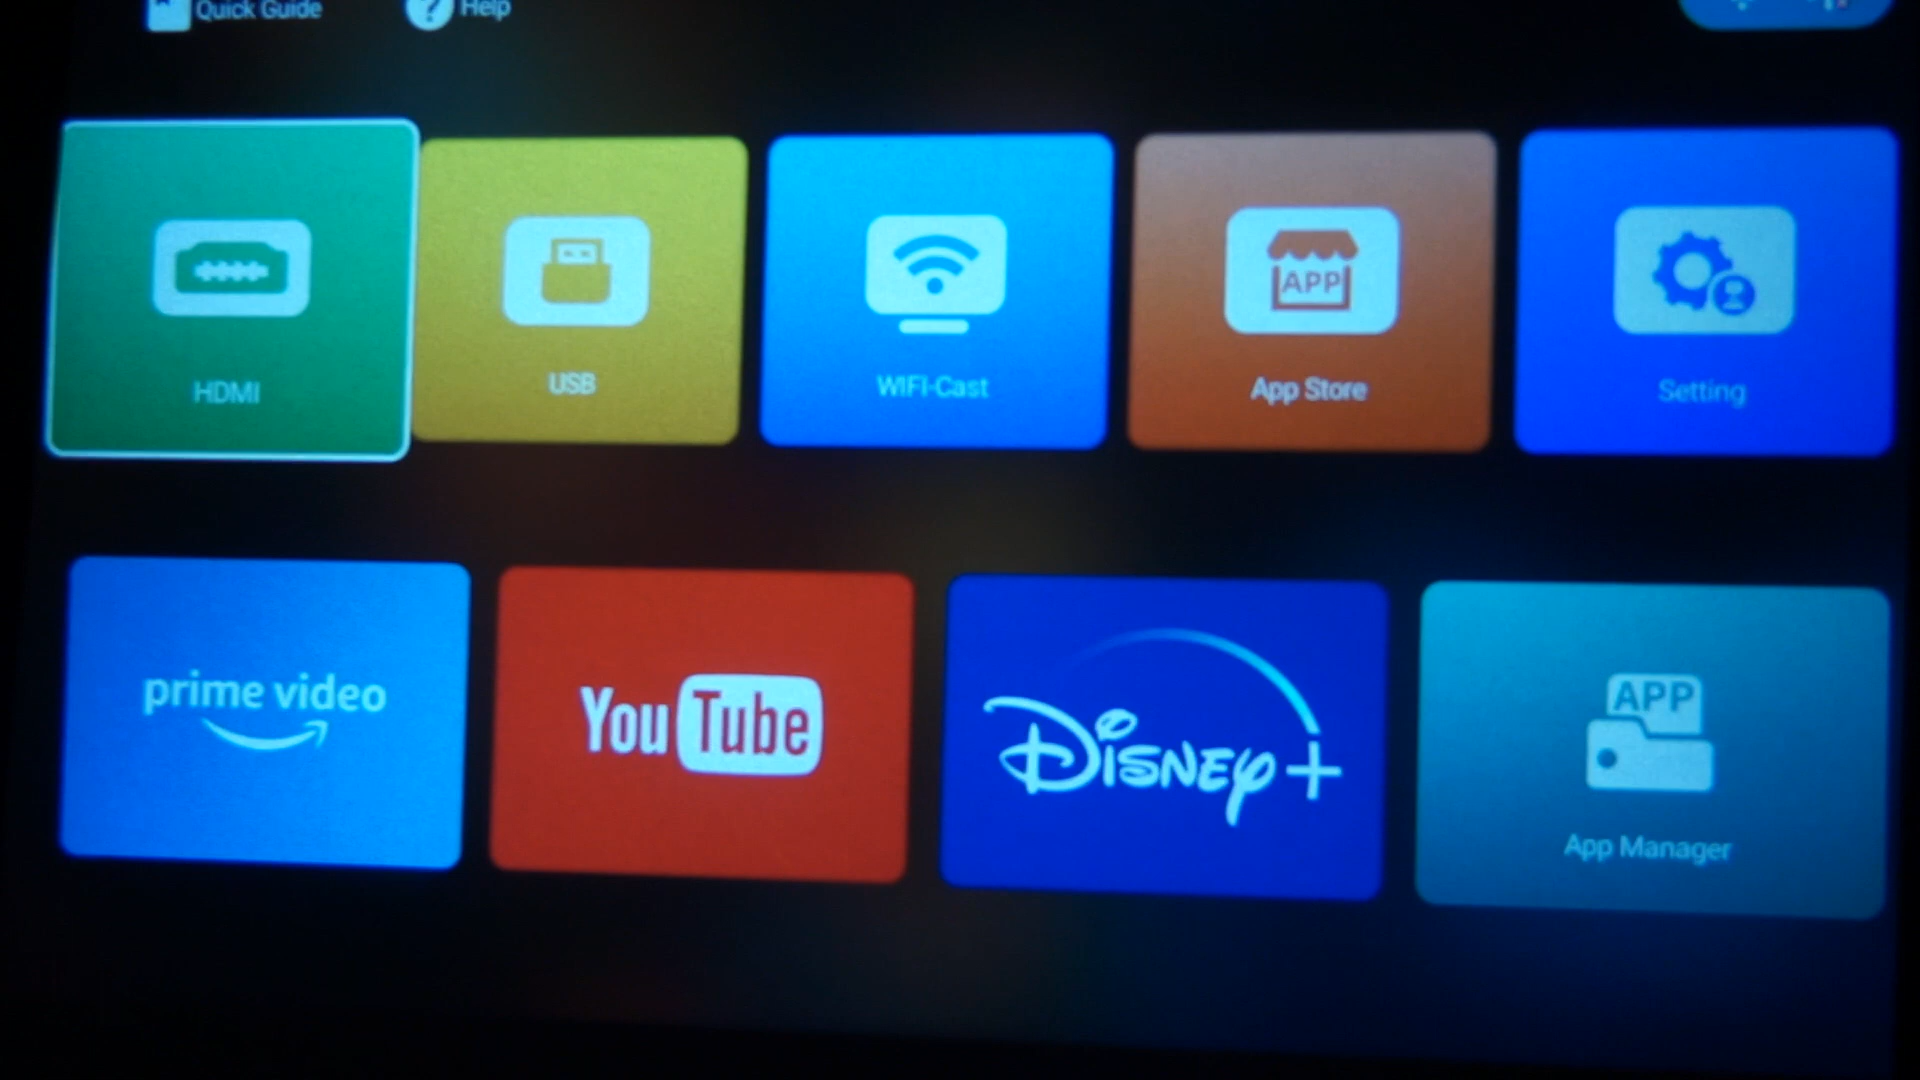 Quick Guide
Help
HDMI
USB
WIFI-Cast
APP
App Store
Setting
prime video
YouTube
Disney+
APP
App Manager